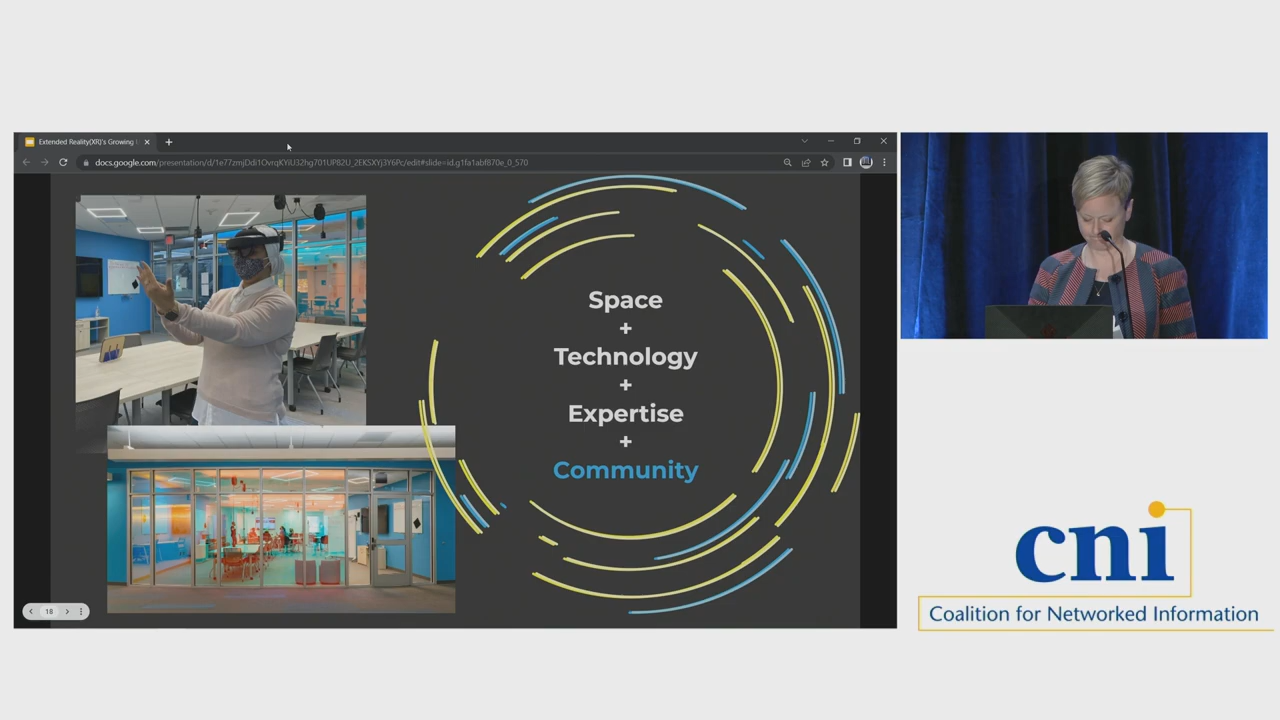 Extended Reality(XR)'s Growing
docs.google.com/presentation/d/1e77zmjDdi1OvrqKYiU32hg701UP82U_2EKSXYj3Y6Pc/edit#slide=id.g1fa1abf870e_0_570
Space
+
Technology
+
Expertise
+
Community
18
cni
Coalition for Networked Information